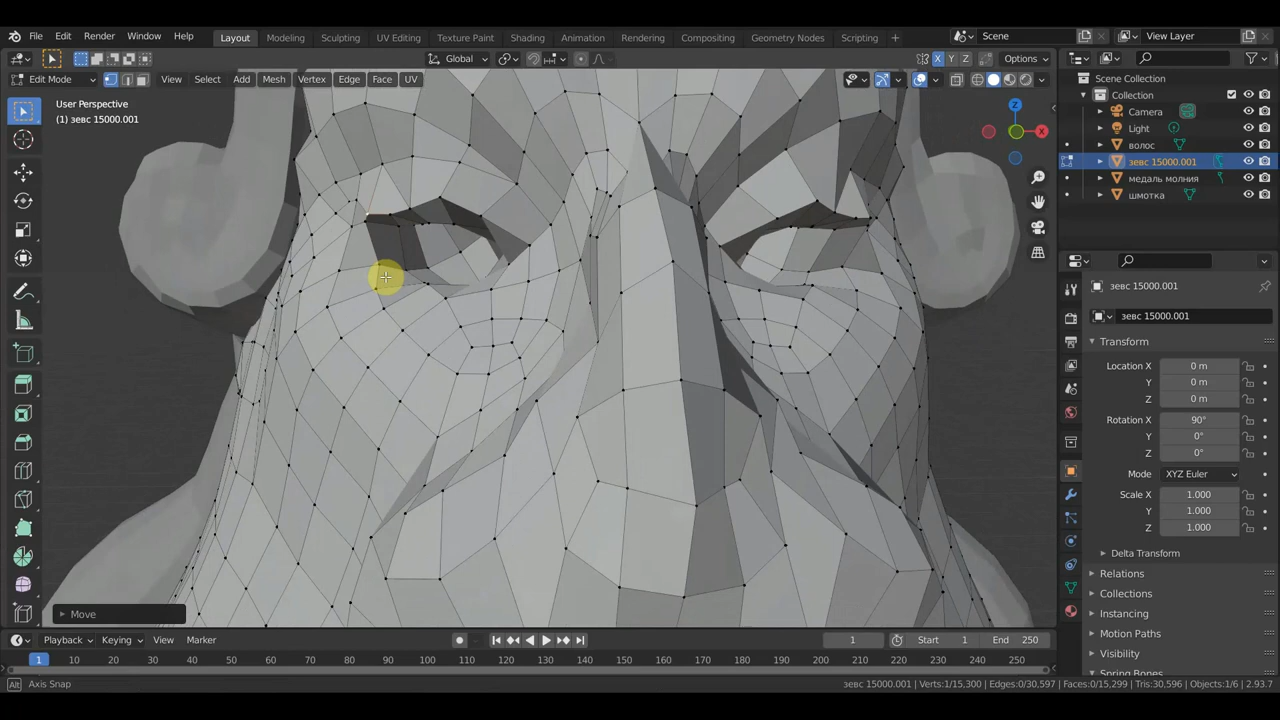 File Edit Render Window Help Layout Modeling Sculpting UV Editing Texture Paint Shading Animation Rendering Compositing Geometry Nodes Scripting + Scene View Layer
Global X Y Z Options
Edit Mode View Select Add Mesh Vertex Edge Face UV
User Perspective
(1) зевс 15000.001
Z
X
Move
Scene Collection
Collection
Camera
Light
волос
зевс 15000.001
медаль молния
шмотка
зевс 15000.001
зевс 15000.001
Transform
Location X 0 m
Y 0 m
Z 0 m
Rotation X 90°
Y 0°
Z 0°
Mode XYZ Euler
Scale X 1.000
Y 1.000
Z 1.000
Delta Transform
Relations
Collections
Instancing
Motion Paths
Visibility
Spring Bones
Playback Keying View Marker 1 Start 1 End 250
1 10 20 30 40 50 60 70 80 90 100 110 120 130 140 150 160 170 180 190 200 210 220 230 240 250
Alt Axis Snap зевс 15000.001 | Verts:1/15,300 | Edges:0/30,597 | Faces:0/15,299 | Tris:30,596 | Objects:1/6 | 2.93.7